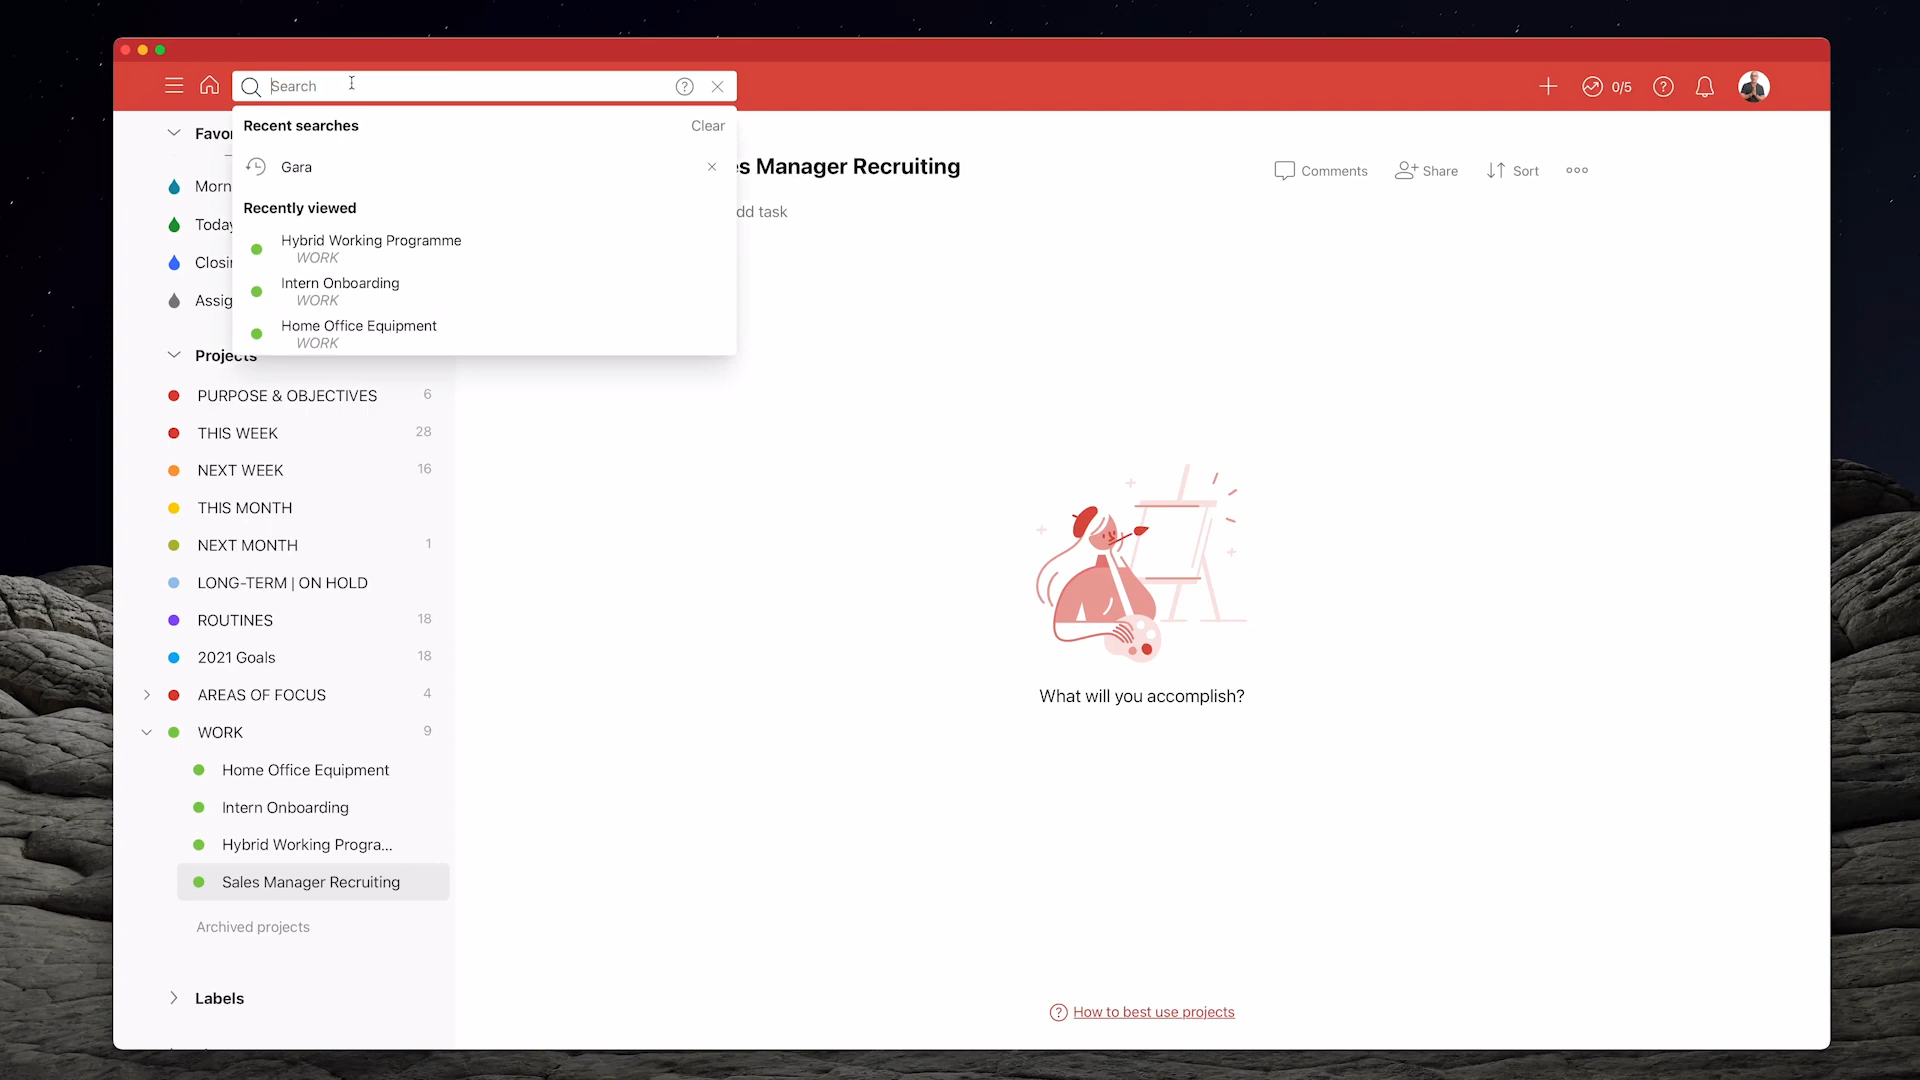 Search
0/5
Recent searches
Clear
Gara
Recently viewed
Hybrid Working Programme
WORK
Intern Onboarding
WORK
Home Office Equipment
WORK
Favor
Morn
Today
Closin
Assig
Projects
PURPOSE & OBJECTIVES 6
THIS WEEK 28
NEXT WEEK 16
THIS MONTH
NEXT MONTH 1
LONG-TERM | ON HOLD
ROUTINES 18
2021 Goals 18
AREAS OF FOCUS 4
WORK 9
Home Office Equipment
Intern Onboarding
Hybrid Working Progra...
Sales Manager Recruiting
Archived projects
Labels
es Manager Recruiting
Comments
Share
Sort
dd task
What will you accomplish?
How to best use projects